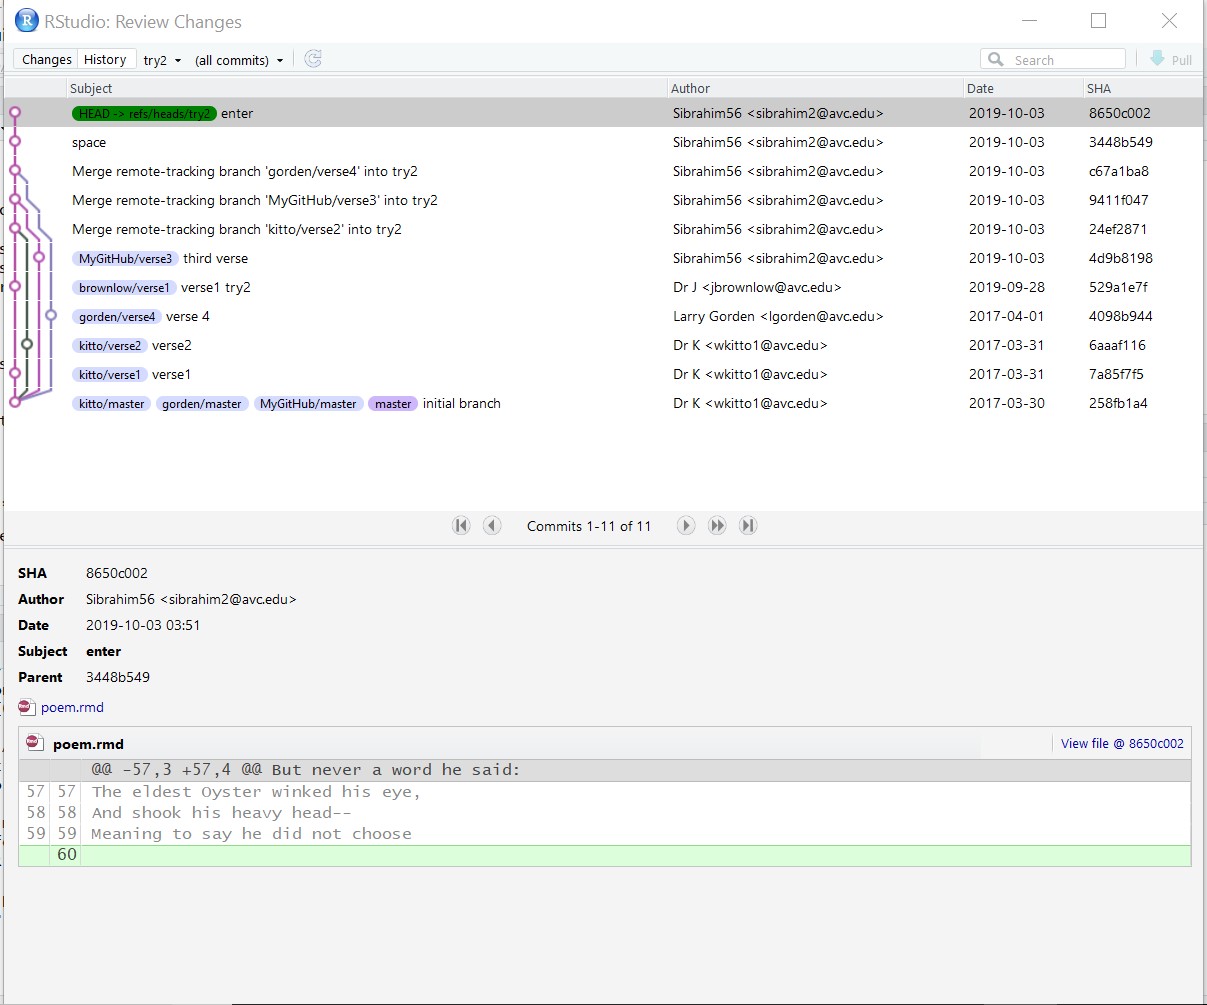 RStudio: Review Changes
Changes History try2 (all commits) Search Pull
Subject Author Date SHA
HEAD -> refs/heads/try2 enter Sibrahim56 <sibrahim2@avc.edu> 2019-10-03 8650c002
space Sibrahim56 <sibrahim2@avc.edu> 2019-10-03 3448b549
Merge remote-tracking branch 'gorden/verse4' into try2 Sibrahim56 <sibrahim2@avc.edu> 2019-10-03 c67a1ba8
Merge remote-tracking branch 'MyGitHub/verse3' into try2 Sibrahim56 <sibrahim2@avc.edu> 2019-10-03 9411f047
Merge remote-tracking branch 'kitto/verse2' into try2 Sibrahim56 <sibrahim2@avc.edu> 2019-10-03 24ef2871
MyGitHub/verse3 third verse Sibrahim56 <sibrahim2@avc.edu> 2019-10-03 4d9b8198
brownlow/verse1 verse1 try2 Dr J <jbrownlow@avc.edu> 2019-09-28 529a1e7f
gorden/verse4 verse 4 Larry Gorden <lgorden@avc.edu> 2017-04-01 4098b944
kitto/verse2 verse2 Dr K <wkitto1@avc.edu> 2017-03-31 6aaaf116
kitto/verse1 verse1 Dr K <wkitto1@avc.edu> 2017-03-31 7a85f7f5
kitto/master gorden/master MyGitHub/master master initial branch Dr K <wkitto1@avc.edu> 2017-03-30 258fb1a4
Commits 1-11 of 11
SHA 8650c002
Author Sibrahim56 <sibrahim2@avc.edu>
Date 2019-10-03 03:51
Subject enter
Parent 3448b549
poem.rmd
poem.rmd View file @ 8650c002
@@ -57,3 +57,4 @@ But never a word he said:
57 57 The eldest Oyster winked his eye,
58 58 And shook his heavy head--
59 59 Meaning to say he did not choose
60